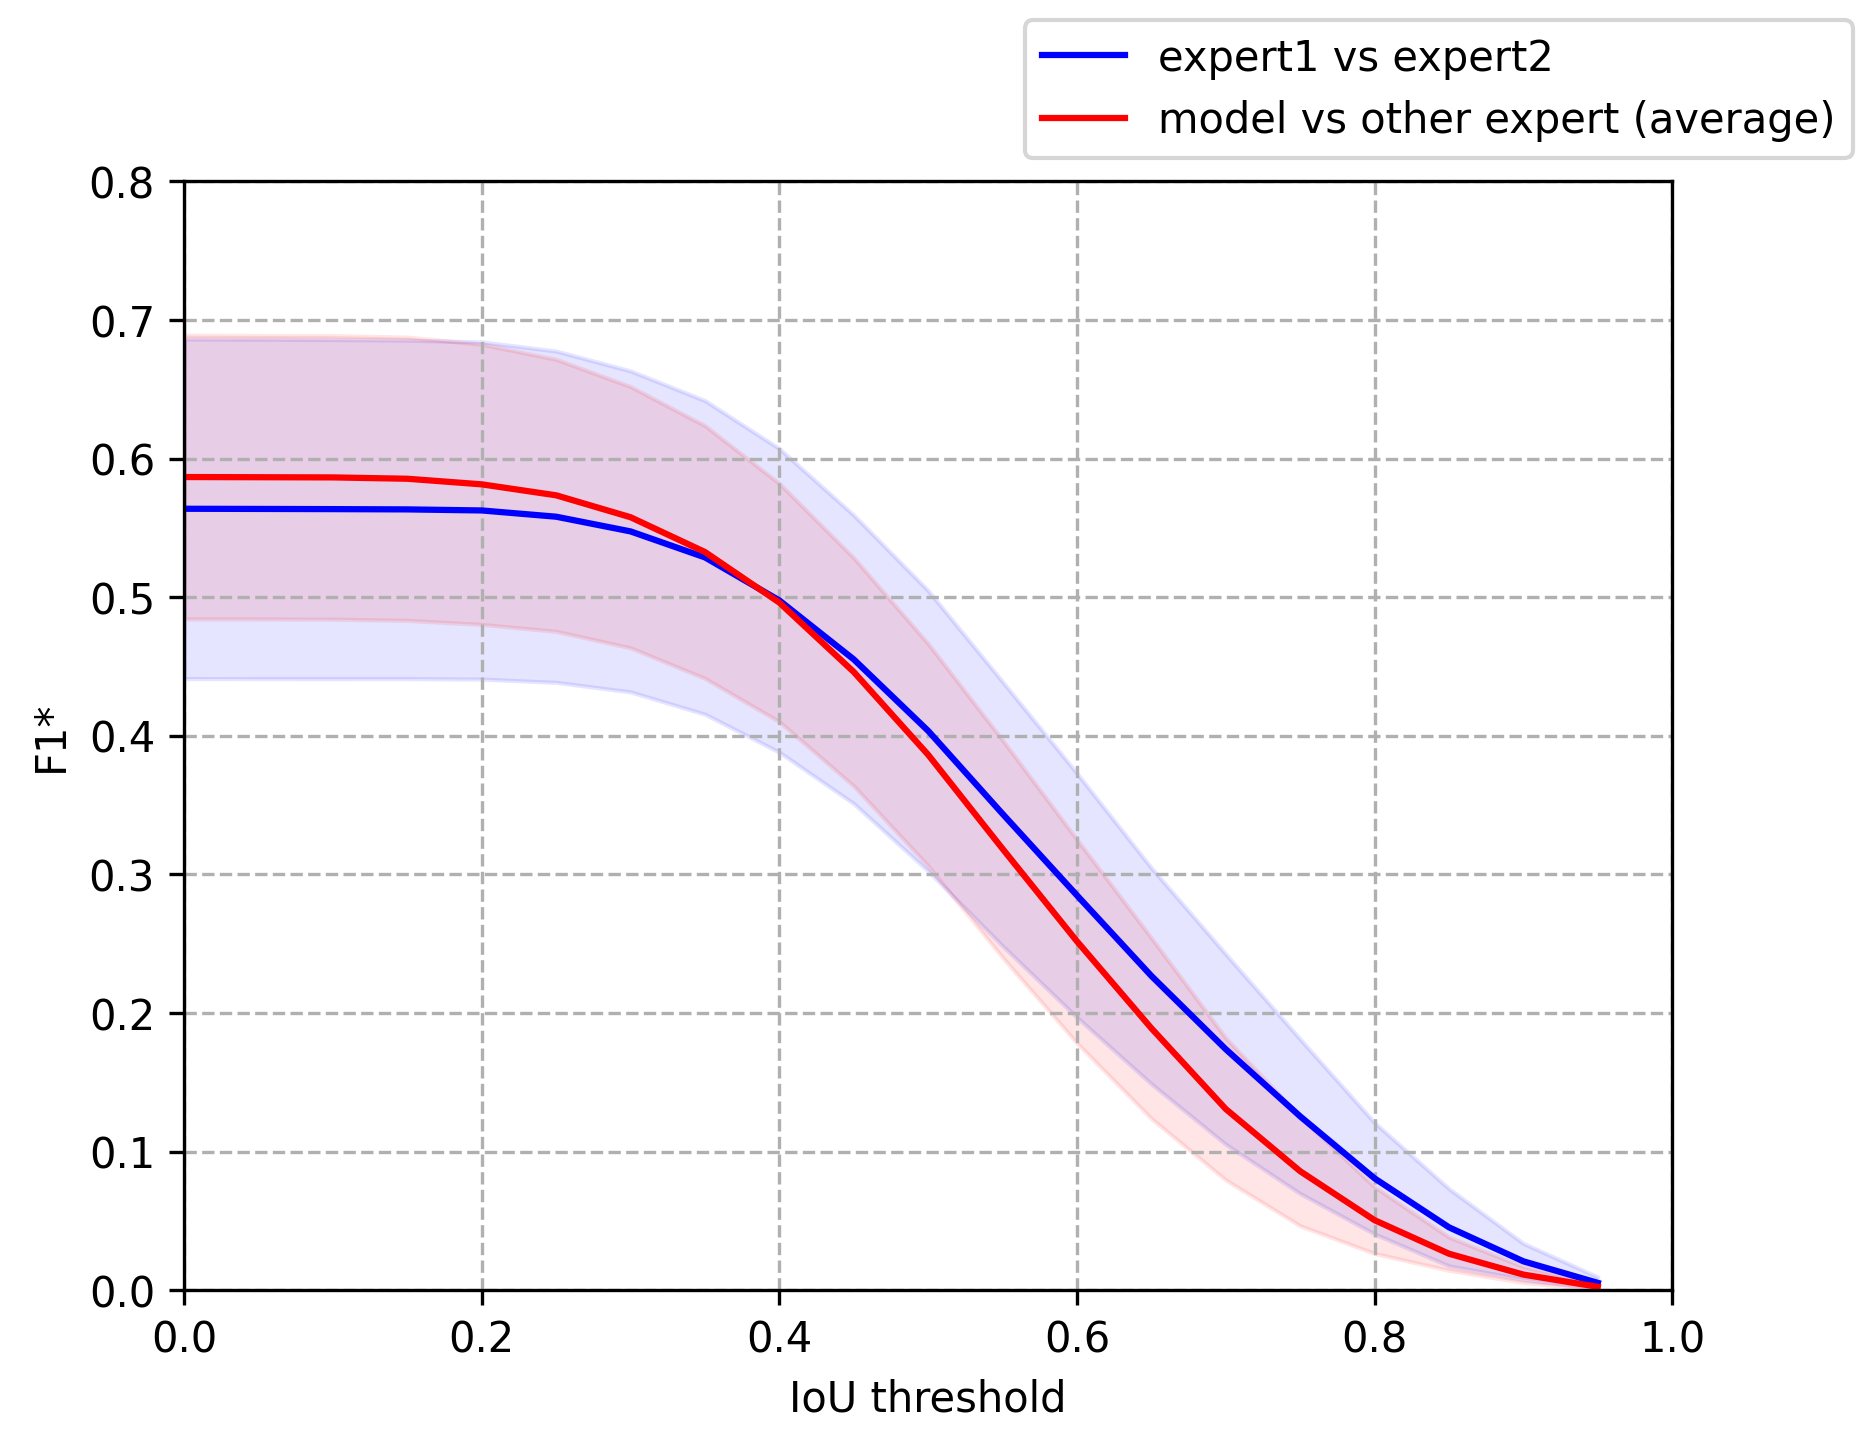 expert1 vs expert2
model vs other expert (average)
0.8
0.7
0.6
0.5
0.4
0.3
0.2
0.1
0.0
F1*
0.0 0.2 0.4 0.6 0.8 1.0
IoU threshold